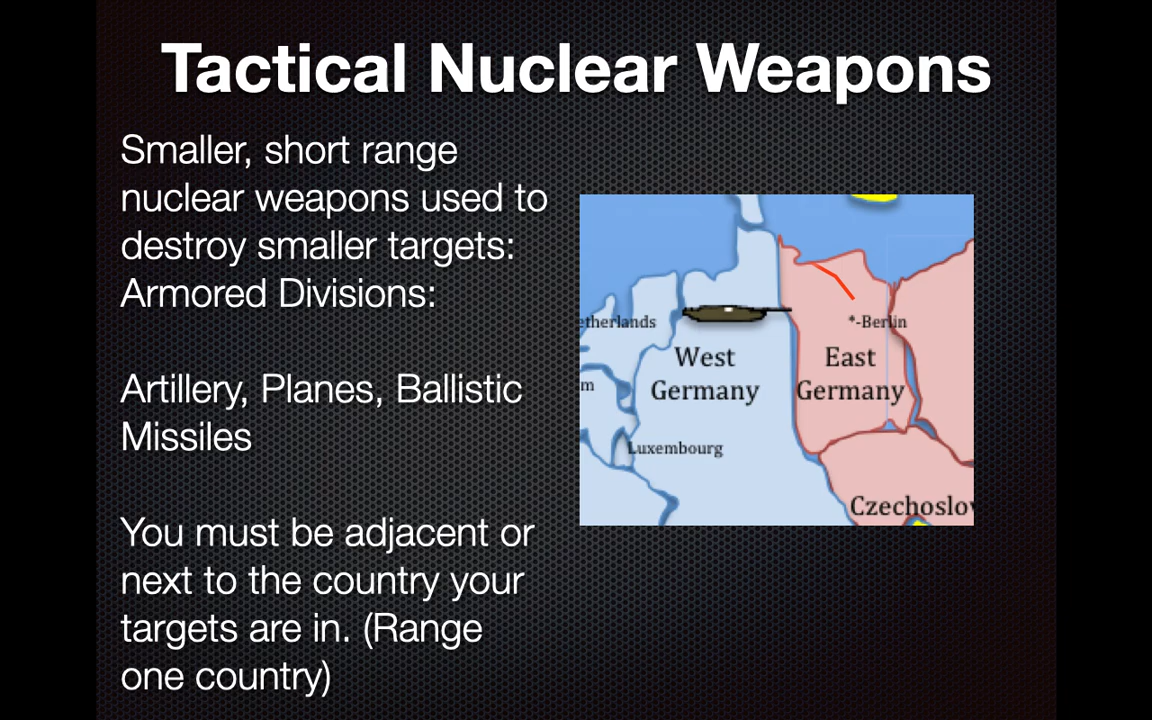 Tactical Nuclear Weapons
Smaller, short range
nuclear weapons used to
destroy smaller targets:
Armored Divisions:
Artillery, Planes, Ballistic
Missiles
You must be adjacent or
next to the country your
targets are in. (Range
one country)
etherlands
*-Berlin
West
Germany
East
Germany
m
Luxembourg
Czechoslov